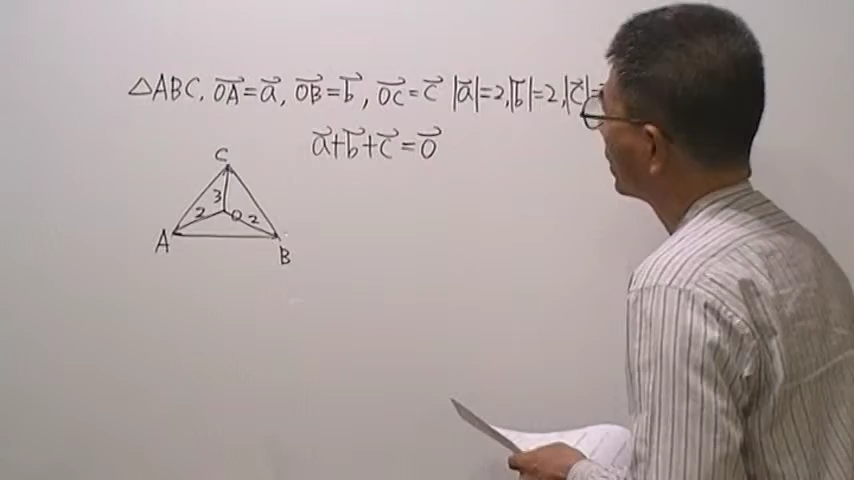 △ABC. OA⃗=a⃗, OB⃗=b⃗, OC⃗=c⃗ |a⃗|=2, |b⃗|=2, |c⃗|=
a⃗+b⃗+c⃗=0⃗
C
3
2 O 2
A
B